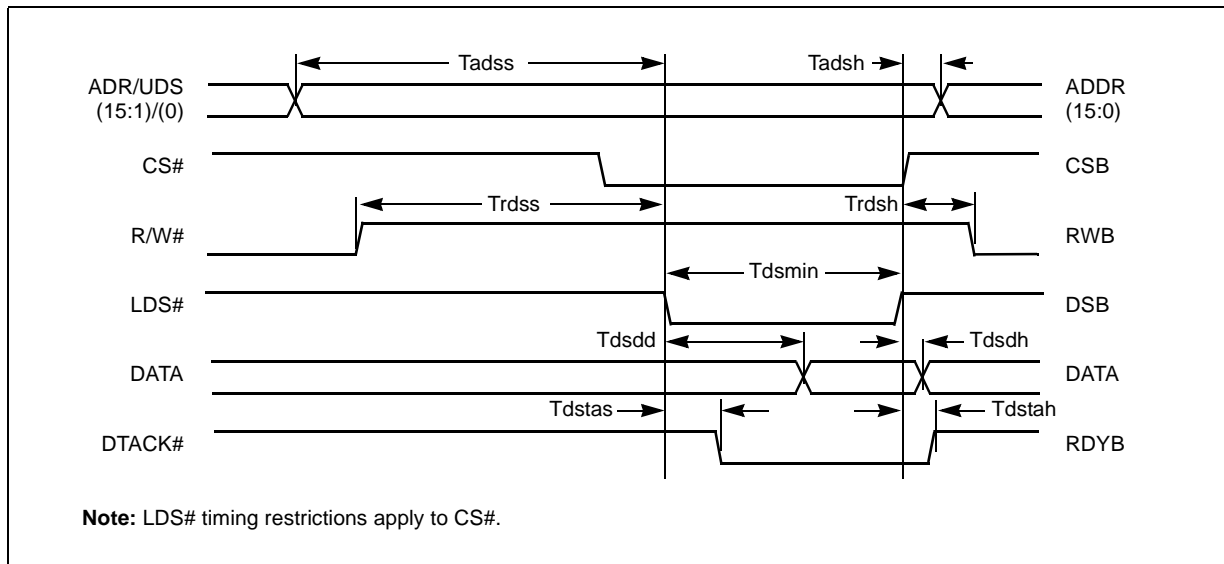 Tadss
Tadsh
ADR/UDS
(15:1)/(0)
ADDR
(15:0)
CS#
CSB
Trdss
Trdsh
R/W#
RWB
Tdsmin
LDS#
DSB
Tdsdd
Tdsdh
DATA
DATA
Tdstas
Tdstah
DTACK#
RDYB
Note: LDS# timing restrictions apply to CS#.